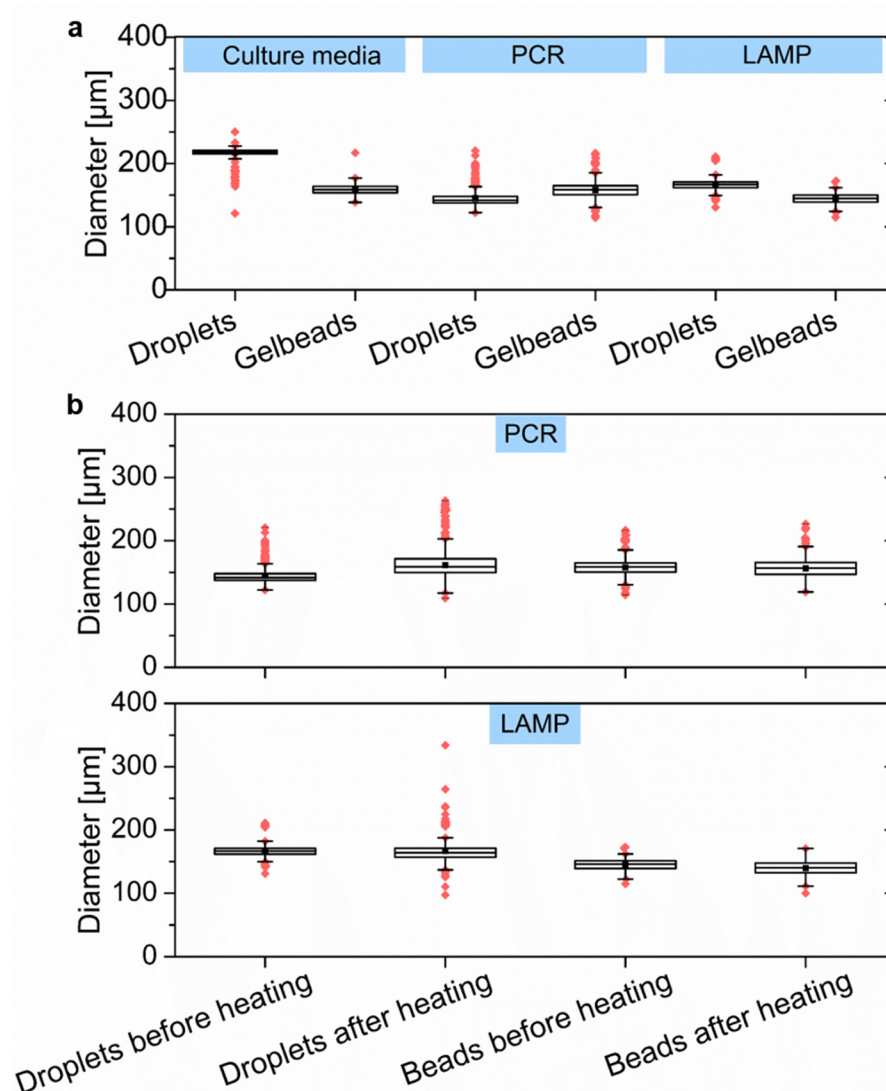 a
Culture media PCR LAMP
Diameter [µm]
400
300
200
100
0
Droplets Gelbeads Droplets Gelbeads Droplets Gelbeads
b
PCR
Diameter [µm]
400
300
200
100
0
LAMP
Diameter [µm]
400
300
200
100
0
Droplets before heating Droplets after heating Beads before heating Beads after heating